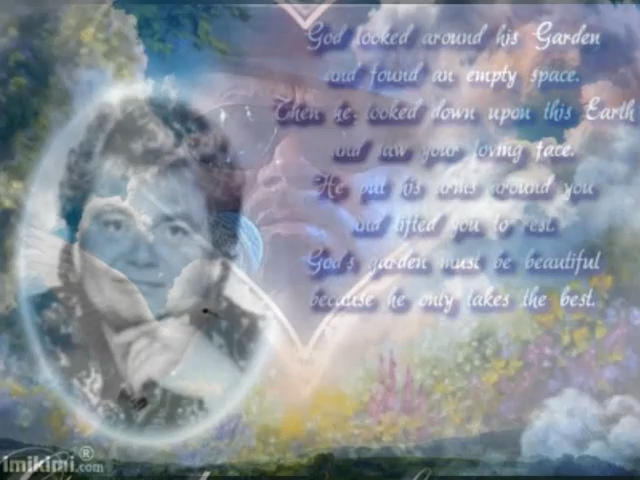 God looked around his Garden
and found an empty space.
Then he looked down upon this Earth
and saw your loving face.
He put his arms around you
and lifted you to rest.
God's garden must be beautiful
because he only takes the best.
imikimi.com®